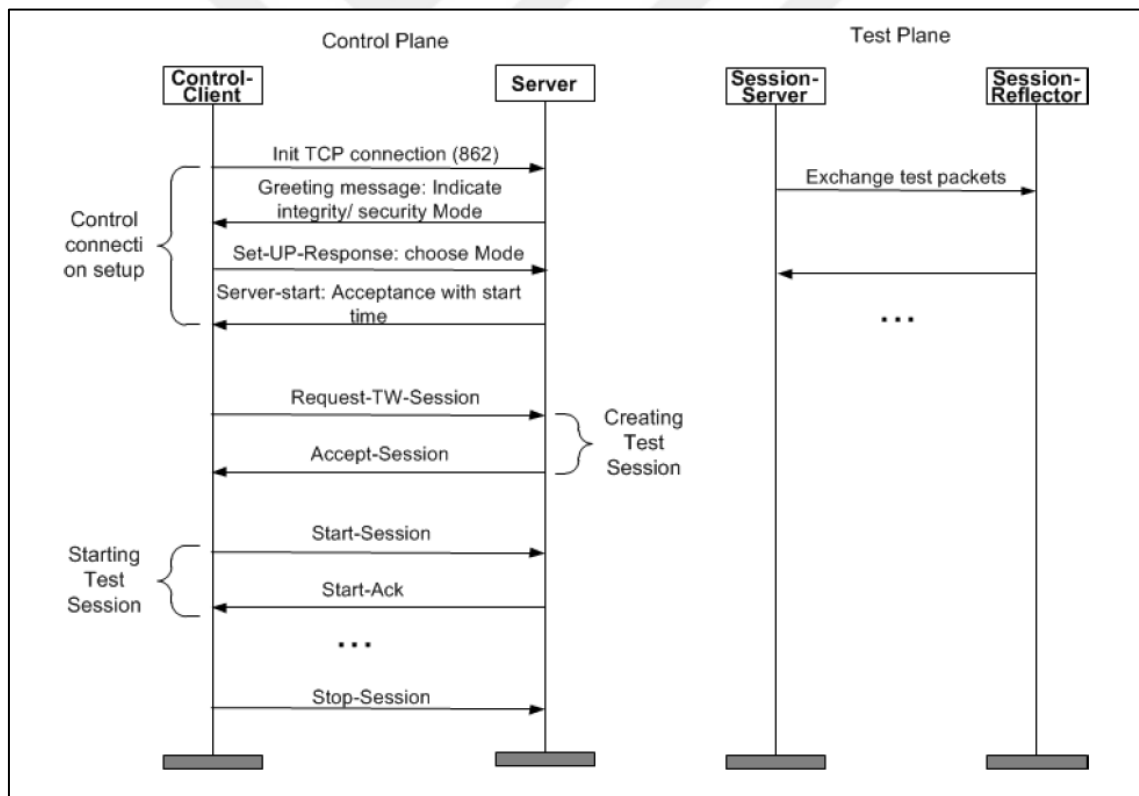 Control Plane
Test Plane
Control-
Client
Server
Session-
Server
Session-
Reflector
Init TCP connection (862)
Greeting message: Indicate
integrity/ security Mode
Set-UP-Response: choose Mode
Server-start: Acceptance with start
time
Control
connecti
on setup
Exchange test packets
...
Request-TW-Session
Accept-Session
Creating
Test
Session
Start-Session
Start-Ack
Starting
Test
Session
...
Stop-Session